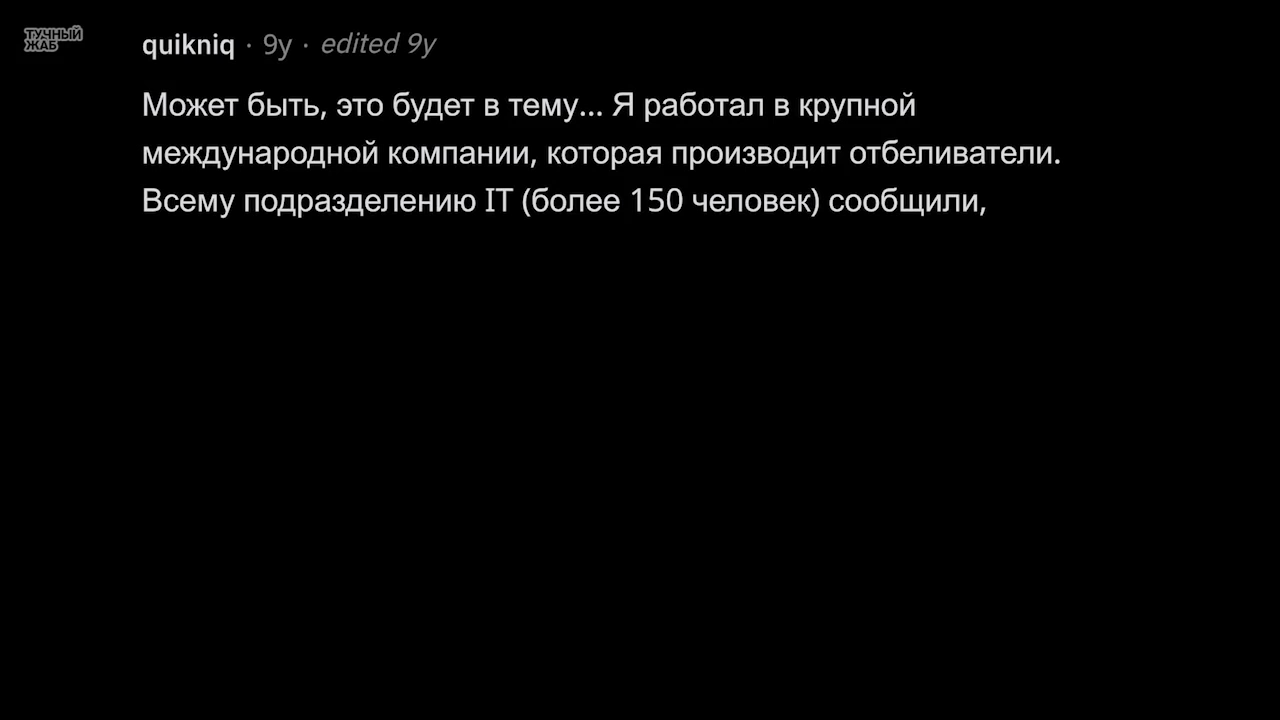 ТУЧНЫЙ
ЖАБ
quikniq · 9y · edited 9y
Может быть, это будет в тему... Я работал в крупной
международной компании, которая производит отбеливатели.
Всему подразделению IT (более 150 человек) сообщили,